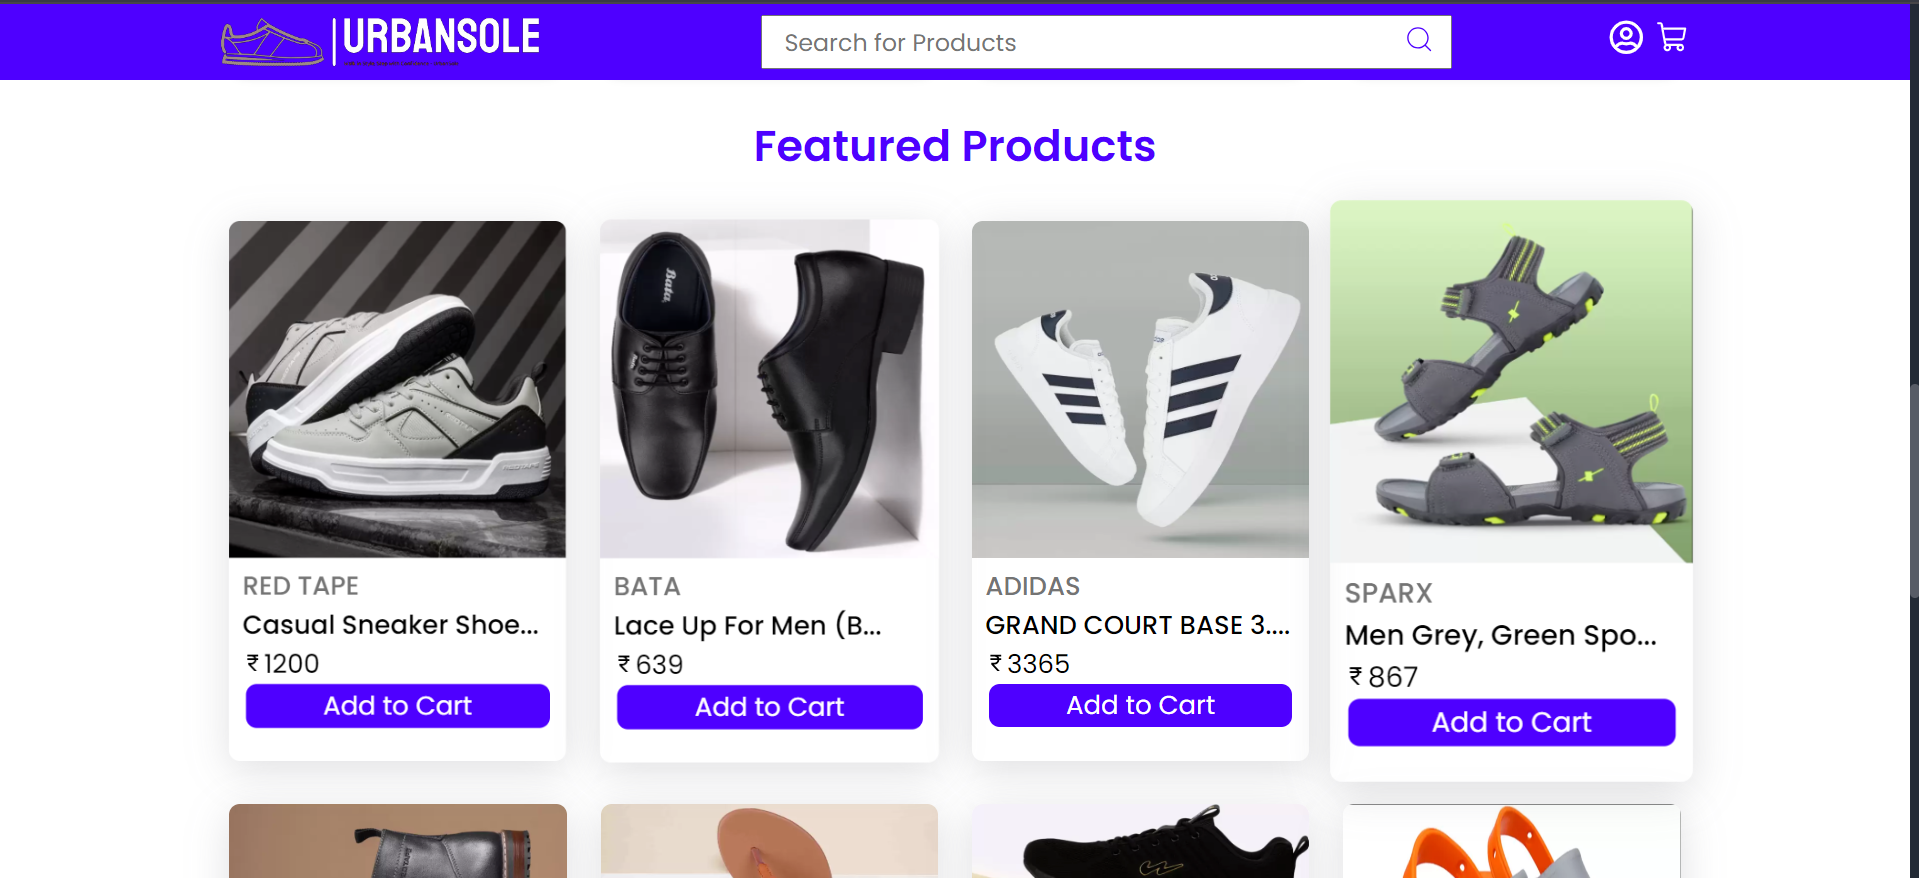 URBANSOLE
Search for Products
Featured Products
Bata
RED TAPE
Casual Sneaker Shoe...
₹ 1200
Add to Cart
BATA
Lace Up For Men (B...
₹ 639
Add to Cart
ADIDAS
GRAND COURT BASE 3....
₹ 3365
Add to Cart
SPARX
Men Grey, Green Spo...
₹ 867
Add to Cart